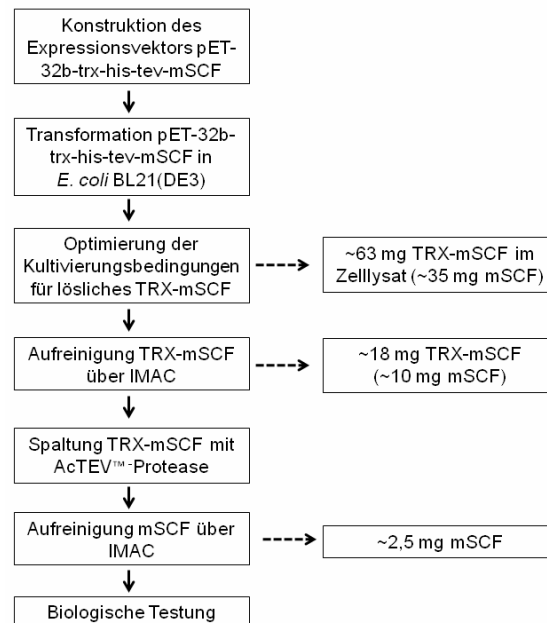 Konstruktion des
Expressionsvektors pET-
32b-trx-his-tev-mSCF
Transformation pET-32b-
trx-his-tev-mSCF in
E. coli BL21(DE3)
Optimierung der
Kultivierungsbedingungen
für lösliches TRX-mSCF
~63 mg TRX-mSCF im
Zelllysat (~35 mg mSCF)
Aufreinigung TRX-mSCF
über IMAC
~18 mg TRX-mSCF
(~10 mg mSCF)
Spaltung TRX-mSCF mit
AcTEV™-Protease
Aufreinigung mSCF über
IMAC
~2,5 mg mSCF
Biologische Testung